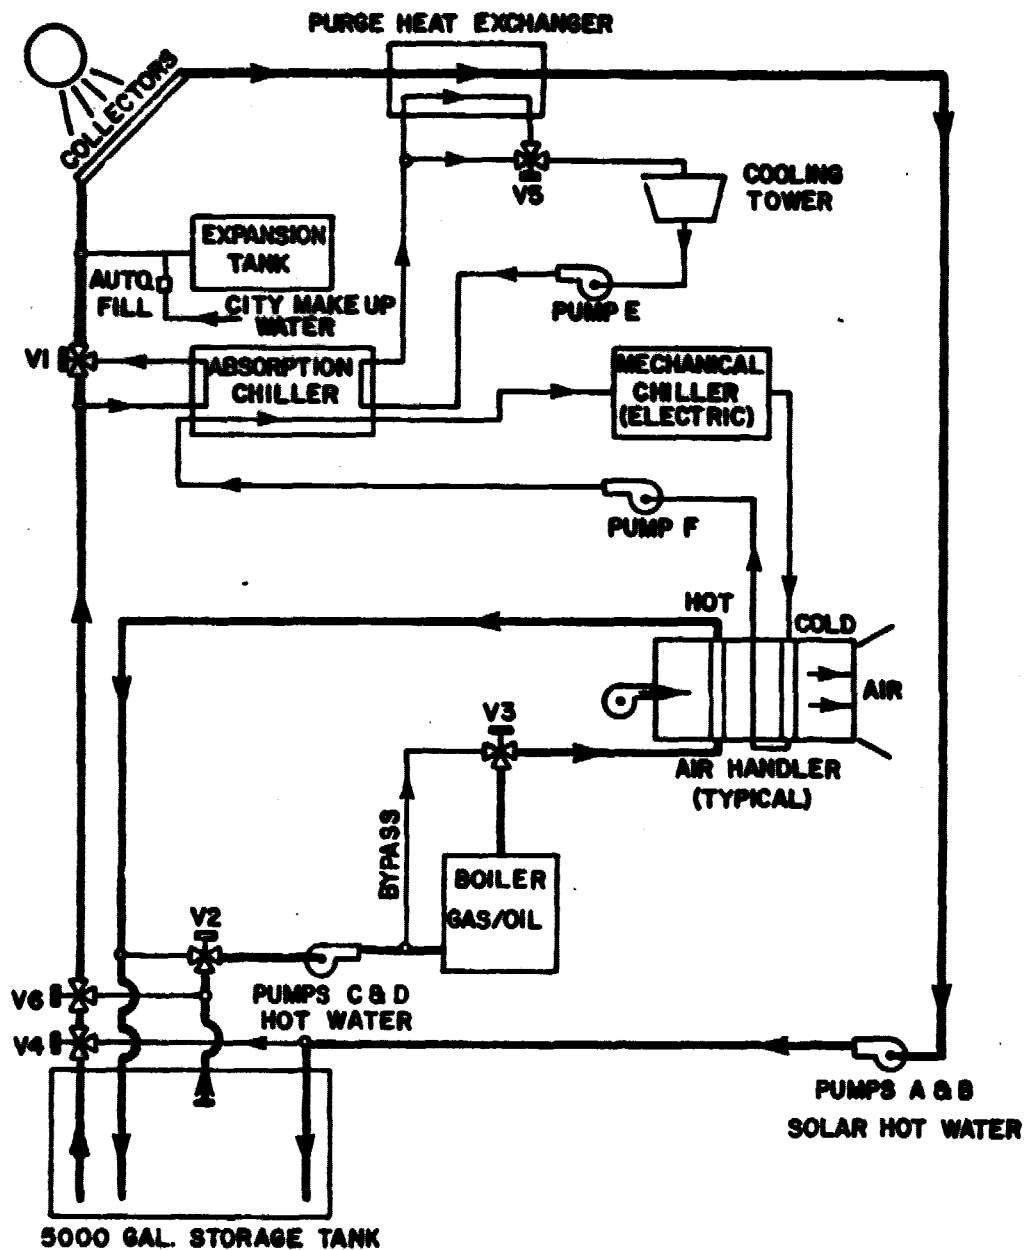 PURGE HEAT EXCHANGER
COLLECTORS
V5
COOLING
TOWER
EXPANSION
TANK
AUTO
FILL
CITY MAKE UP
WATER
PUMP E
V1
ABSORPTION
CHILLER
MECHANICAL
CHILLER
(ELECTRIC)
PUMP F
HOT
COLD
AIR
V3
AIR HANDLER
(TYPICAL)
BYPASS
BOILER
GAS/OIL
V2
V6
PUMPS C & D
HOT WATER
V4
PUMPS A & B
SOLAR HOT WATER
5000 GAL. STORAGE TANK